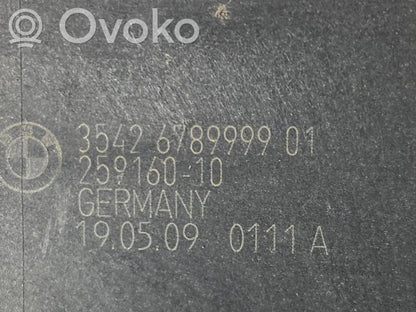 Ovoko
3542 6789999 01
259160-10
GERMANY
19.05.09 0111 A